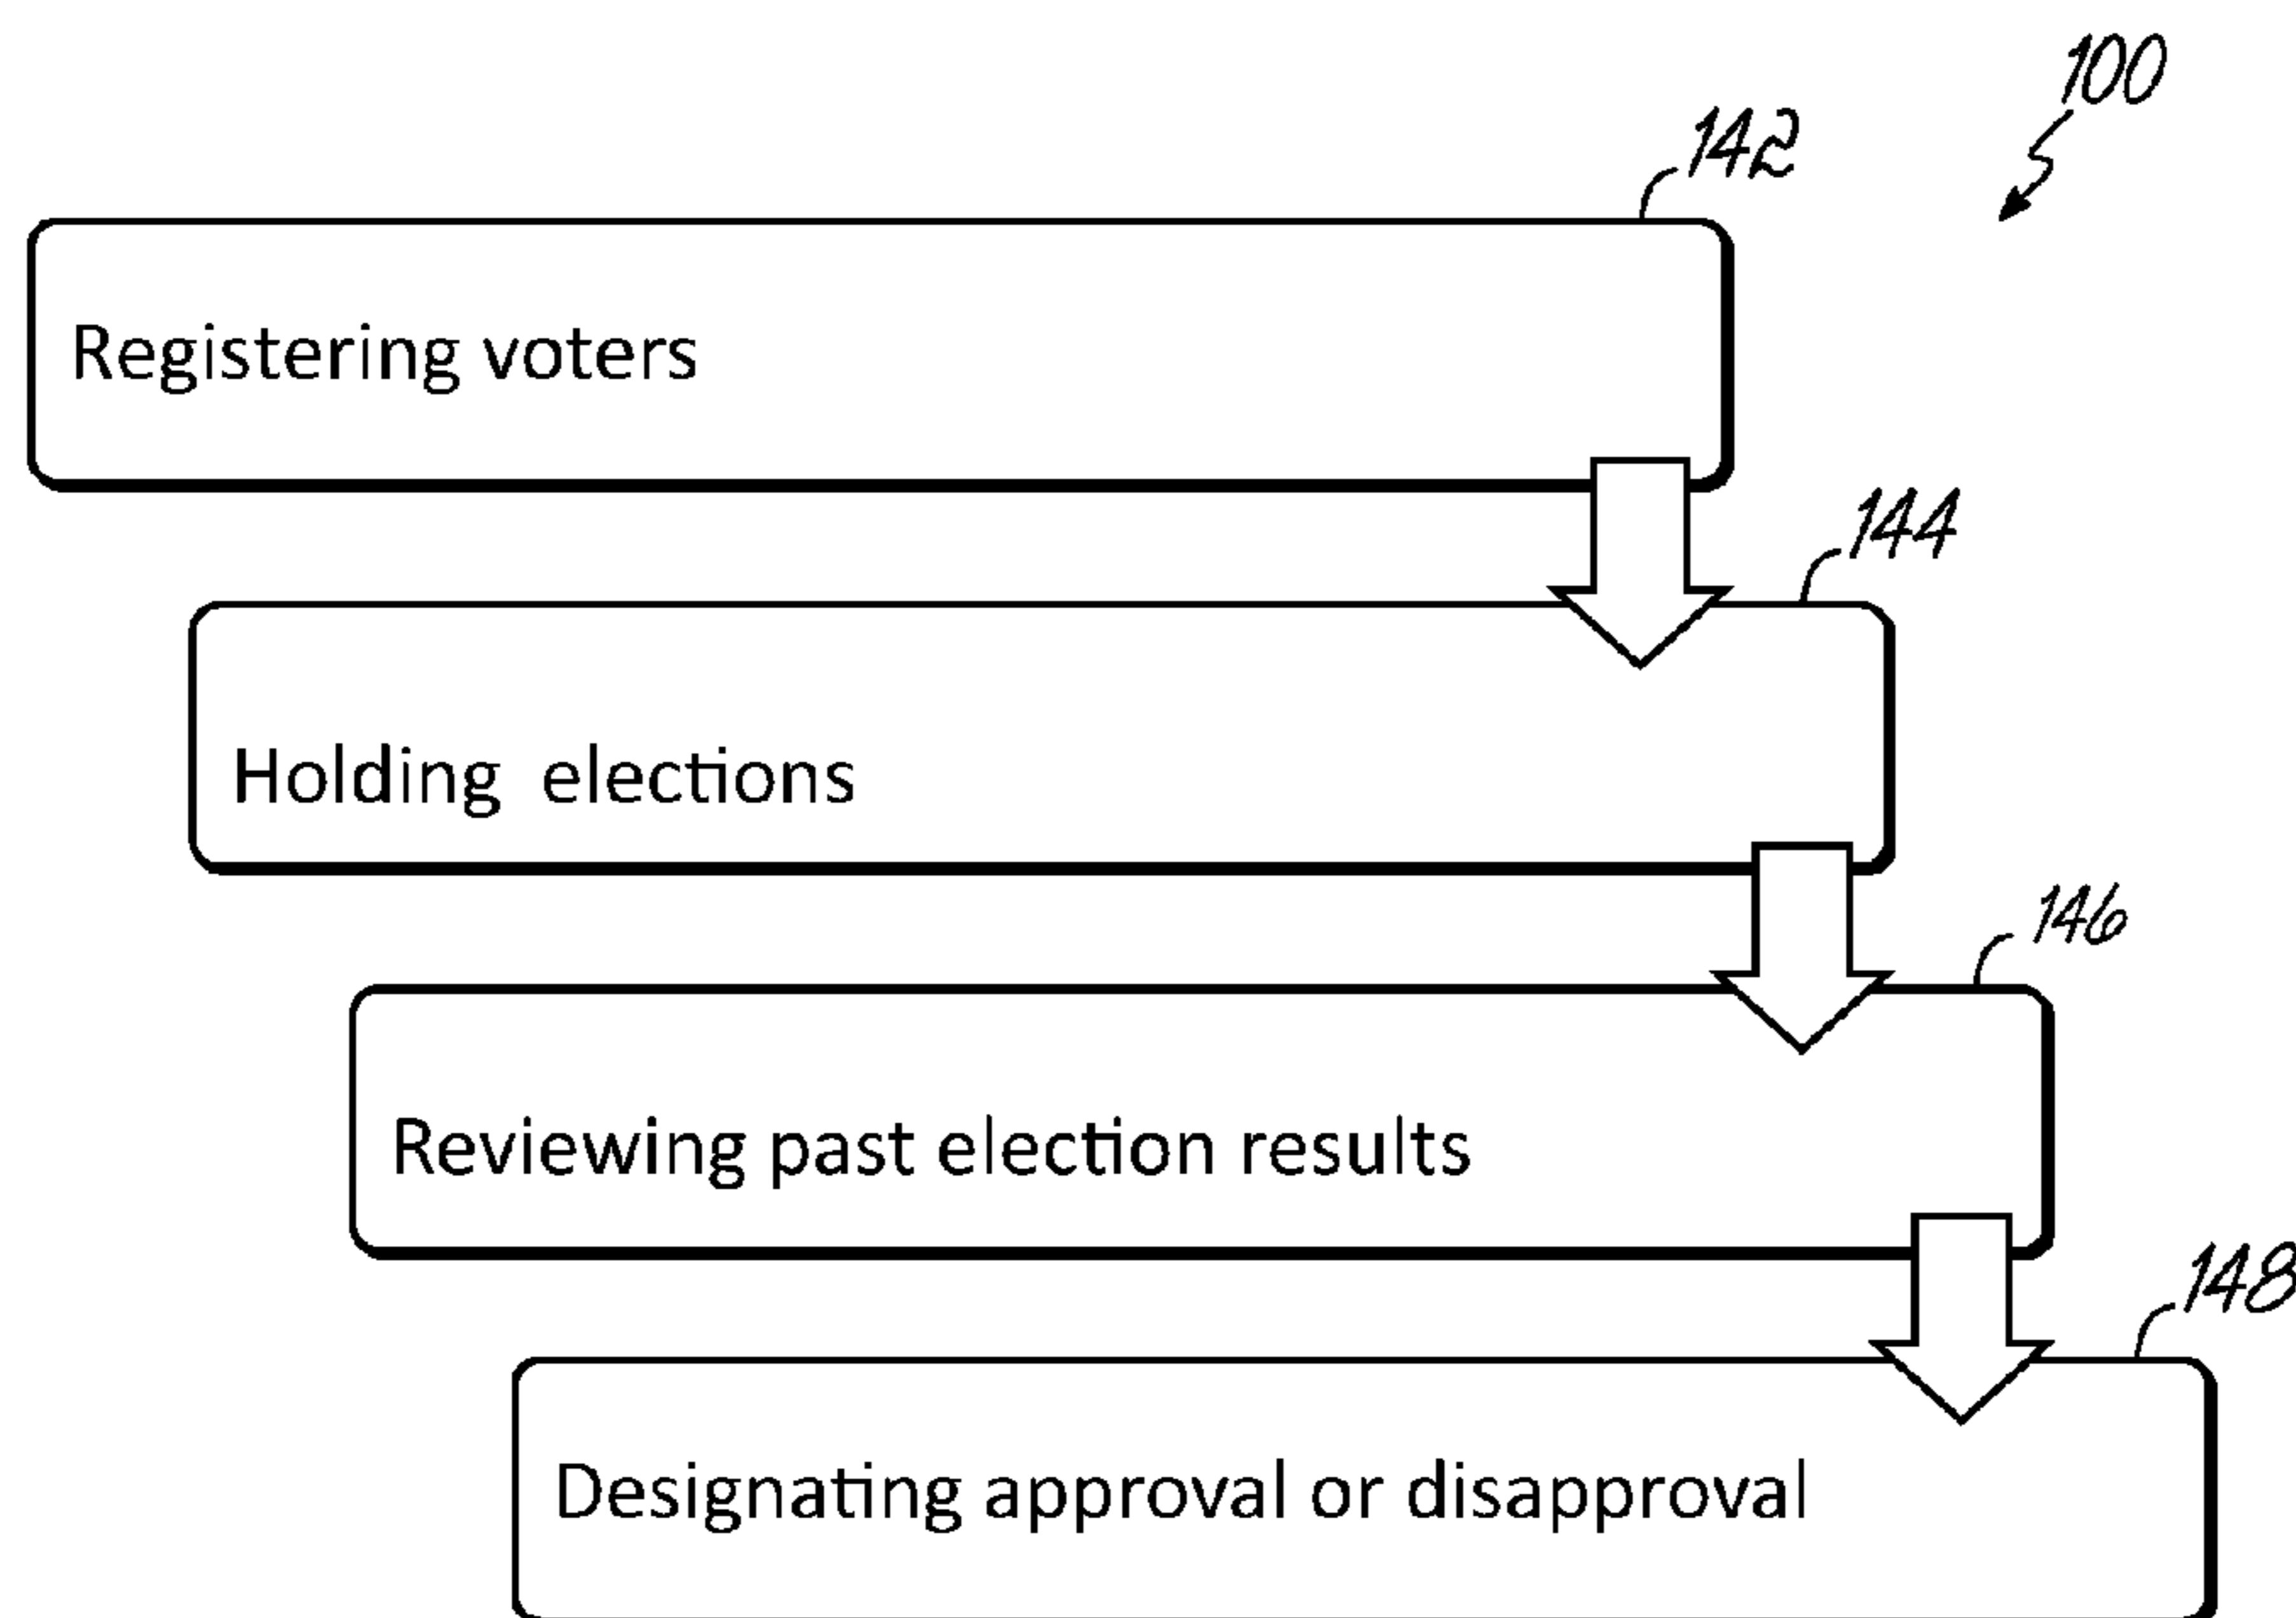 100
142
Registering voters
144
Holding elections
146
Reviewing past election results
148
Designating approval or disapproval